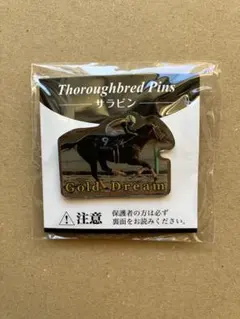 Thoroughbred Pins
サラピン
9
Gold Dream
注意
保護者の方は必ず
裏面をお読みください。